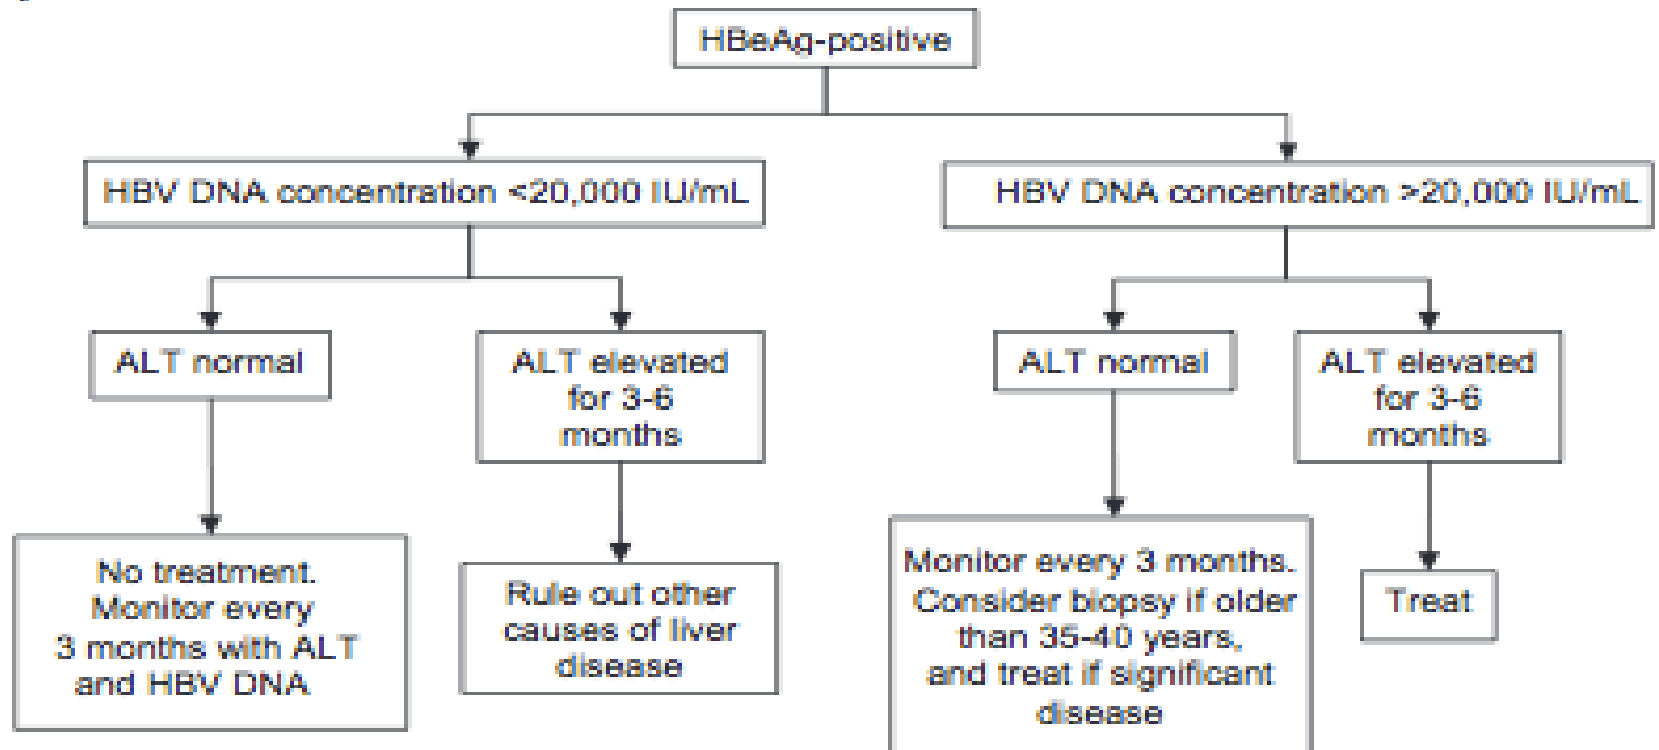 HBeAg-positive
HBV DNA concentration <20,000 IU/mL
HBV DNA concentration >20,000 IU/mL
ALT normal
ALT elevated
for 3-6
months
ALT normal
ALT elevated
for 3-6
months
No treatment.
Monitor every
3 months with ALT
and HBV DNA
Rule out other
causes of liver
disease
Monitor every 3 months.
Consider biopsy if older
than 35-40 years,
and treat if significant
disease
Treat